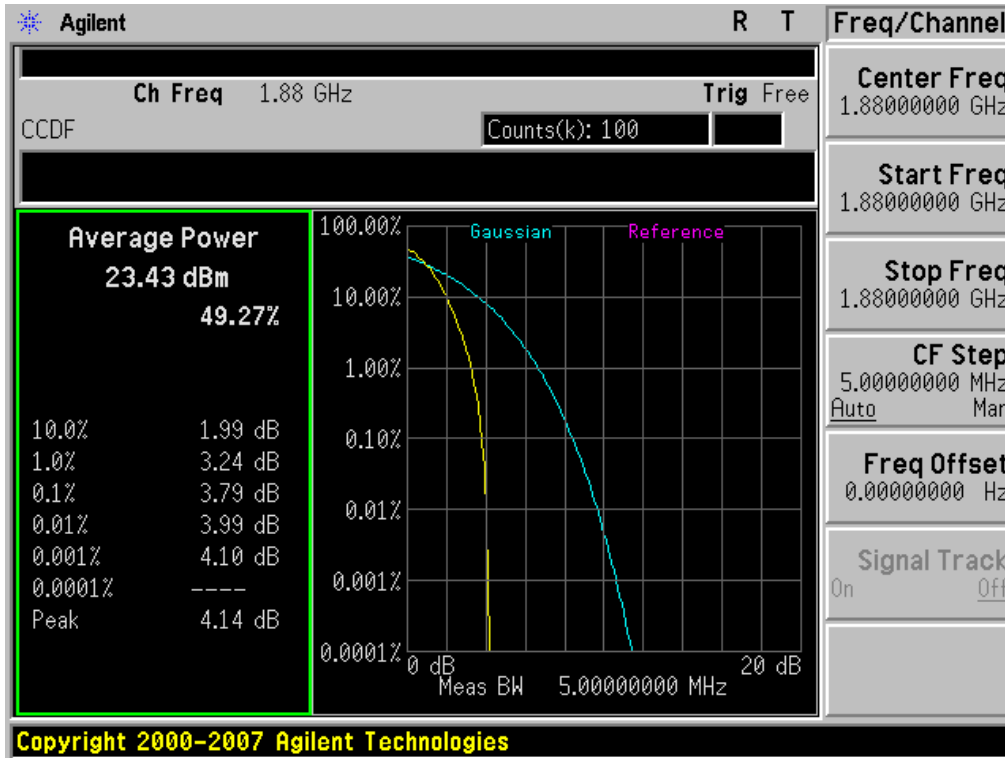 Agilent R T
Ch Freq 1.88 GHz Trig Free
CCDF Counts(k): 100
Average Power
23.43 dBm
49.27%
10.0% 1.99 dB
1.0% 3.24 dB
0.1% 3.79 dB
0.01% 3.99 dB
0.001% 4.10 dB
0.0001% ----
Peak 4.14 dB
Gaussian Reference
100.00%
10.00%
1.00%
0.10%
0.01%
0.001%
0.0001%
0 dB 20 dB
Meas BW 5.00000000 MHz
Freq/Channel
Center Freq
1.88000000 GHz
Start Freq
1.88000000 GHz
Stop Freq
1.88000000 GHz
CF Step
5.00000000 MHz
Auto Man
Freq Offset
0.00000000 Hz
Signal Track
On Off
Copyright 2000-2007 Agilent Technologies